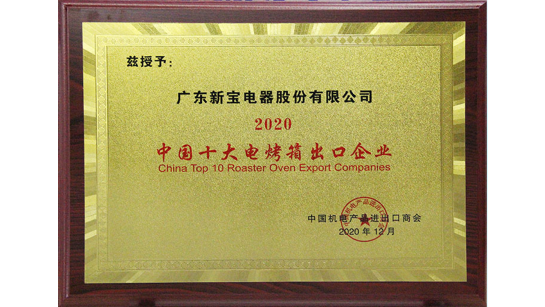 兹授予：
广东新宝电器股份有限公司
2020
中国十大电烤箱出口企业
China Top 10 Roaster Oven Export Companies
中国机电产品进出口商会
2020 年 12 月